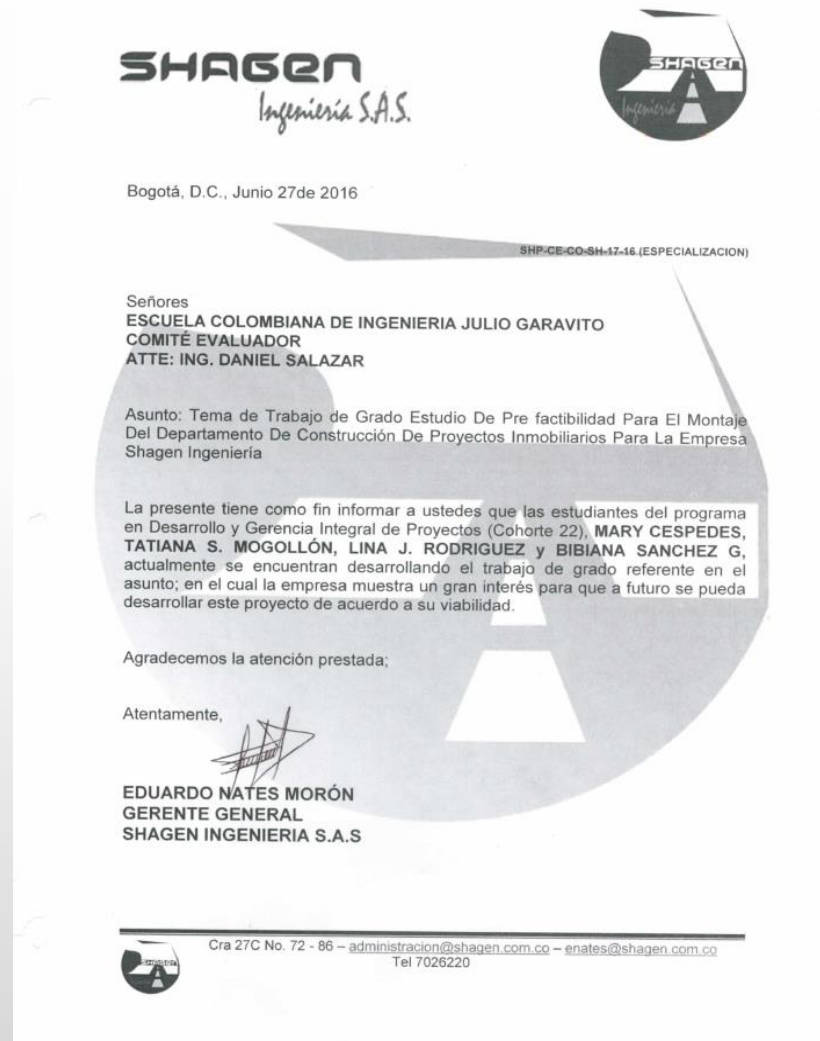 SHAGEN
Ingeniería S.A.S.
SHAGEN
Ingeniería
Bogotá, D.C., Junio 27de 2016
SHP-CE-CO-SH-17-16 (ESPECIALIZACION)
Señores
ESCUELA COLOMBIANA DE INGENIERIA JULIO GARAVITO
COMITÉ EVALUADOR
ATTE: ING. DANIEL SALAZAR
Asunto: Tema de Trabajo de Grado Estudio De Pre factibilidad Para El Montaje
Del Departamento De Construcción De Proyectos Inmobiliarios Para La Empresa
Shagen Ingeniería
La presente tiene como fin informar a ustedes que las estudiantes del programa
en Desarrollo y Gerencia Integral de Proyectos (Cohorte 22), MARY CESPEDES,
TATIANA S. MOGOLLÓN, LINA J. RODRIGUEZ y BIBIANA SANCHEZ G,
actualmente se encuentran desarrollando el trabajo de grado referente en el
asunto; en el cual la empresa muestra un gran interés para que a futuro se pueda
desarrollar este proyecto de acuerdo a su viabilidad.
Agradecemos la atención prestada;
Atentamente,
EDUARDO NATES MORÓN
GERENTE GENERAL
SHAGEN INGENIERIA S.A.S
Cra 27C No. 72 - 86 – administracion@shagen.com.co – enates@shagen.com.co
Tel 7026220
SHAGEN